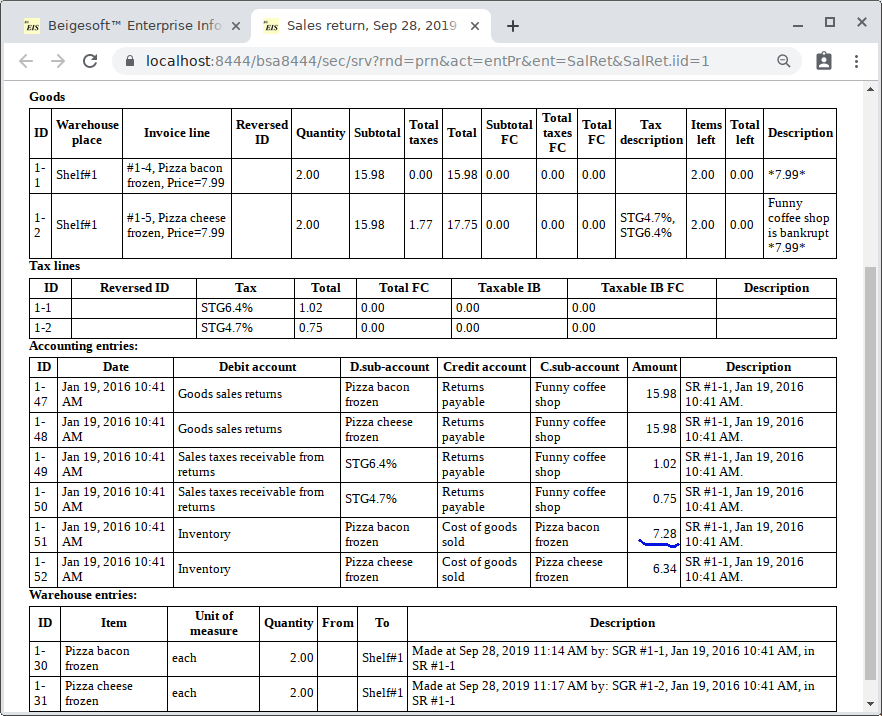 EIS Beigesoft™ Enterprise Info
EIS Sales return, Sep 28, 2019
localhost:8444/bsa8444/sec/srv?rnd=prn&act=entPr&ent=SalRet&SalRet.iid=1
Goods
ID Warehouse place Invoice line Reversed ID Quantity Subtotal Total taxes Total Subtotal FC Total taxes FC Total FC Tax description Items left Total left Description
1-1 Shelf#1 #1-4, Pizza bacon frozen, Price=7.99 2.00 15.98 0.00 15.98 0.00 0.00 0.00 2.00 0.00 *7.99*
1-2 Shelf#1 #1-5, Pizza cheese frozen, Price=7.99 2.00 15.98 1.77 17.75 0.00 0.00 0.00 STG4.7%, STG6.4% 2.00 0.00 Funny coffee shop is bankrupt *7.99*
Tax lines
ID Reversed ID Tax Total Total FC Taxable IB Taxable IB FC Description
1-1 STG6.4% 1.02 0.00 0.00 0.00
1-2 STG4.7% 0.75 0.00 0.00 0.00
Accounting entries:
ID Date Debit account D.sub-account Credit account C.sub-account Amount Description
1-47 Jan 19, 2016 10:41 AM Goods sales returns Pizza bacon frozen Returns payable Funny coffee shop 15.98 SR #1-1, Jan 19, 2016 10:41 AM.
1-48 Jan 19, 2016 10:41 AM Goods sales returns Pizza cheese frozen Returns payable Funny coffee shop 15.98 SR #1-1, Jan 19, 2016 10:41 AM.
1-49 Jan 19, 2016 10:41 AM Sales taxes receivable from returns STG6.4% Returns payable Funny coffee shop 1.02 SR #1-1, Jan 19, 2016 10:41 AM.
1-50 Jan 19, 2016 10:41 AM Sales taxes receivable from returns STG4.7% Returns payable Funny coffee shop 0.75 SR #1-1, Jan 19, 2016 10:41 AM.
1-51 Jan 19, 2016 10:41 AM Inventory Pizza bacon frozen Cost of goods sold Pizza bacon frozen 7.28 SR #1-1, Jan 19, 2016 10:41 AM.
1-52 Jan 19, 2016 10:41 AM Inventory Pizza cheese frozen Cost of goods sold Pizza cheese frozen 6.34 SR #1-1, Jan 19, 2016 10:41 AM.
Warehouse entries:
ID Item Unit of measure Quantity From To Description
1-30 Pizza bacon frozen each 2.00 Shelf#1 Made at Sep 28, 2019 11:14 AM by: SGR #1-1, Jan 19, 2016 10:41 AM, in SR #1-1
1-31 Pizza cheese frozen each 2.00 Shelf#1 Made at Sep 28, 2019 11:17 AM by: SGR #1-2, Jan 19, 2016 10:41 AM, in SR #1-1